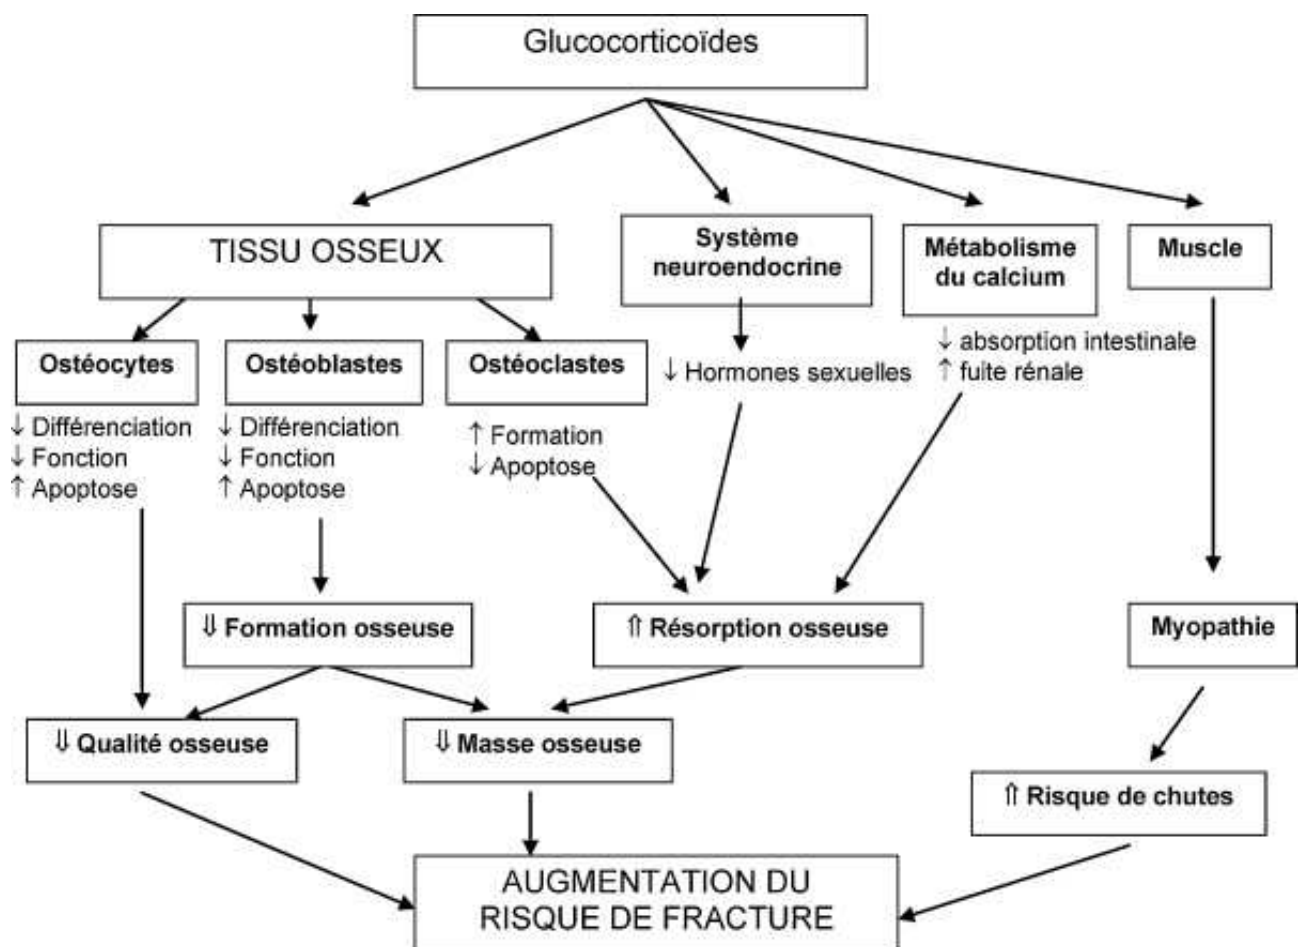 Glucocorticoïdes
TISSU OSSEUX
Système
neuroendocrine
Métabolisme
du calcium
Muscle
Ostéocytes
Ostéoblastes
Ostéoclastes
↓ Hormones sexuelles
↓ absorption intestinale
↑ fuite rénale
↓ Différenciation
↓ Fonction
↑ Apoptose
↓ Différenciation
↓ Fonction
↑ Apoptose
↑ Formation
↓ Apoptose
⇓ Formation osseuse
⇑ Résorption osseuse
Myopathie
⇓ Qualité osseuse
⇓ Masse osseuse
⇑ Risque de chutes
AUGMENTATION DU
RISQUE DE FRACTURE